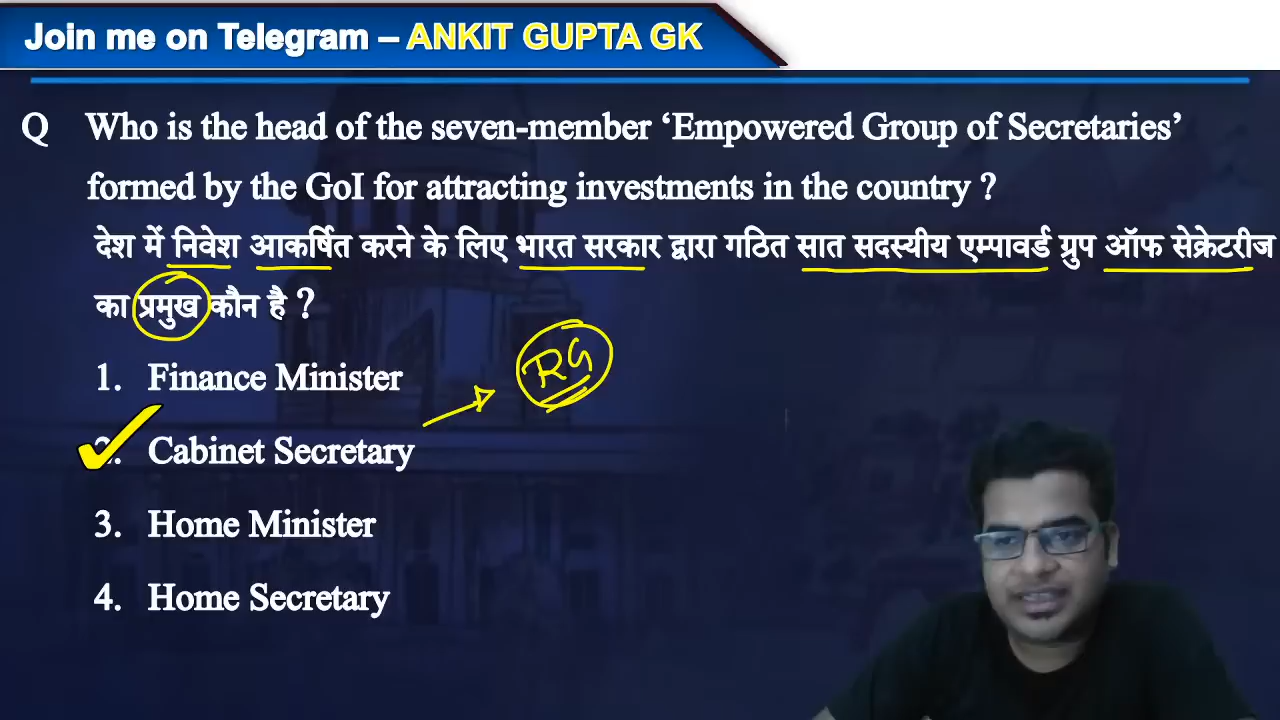 Join me on Telegram – ANKIT GUPTA GK
Q Who is the head of the seven-member ‘Empowered Group of Secretaries’
formed by the GoI for attracting investments in the country ?
देश में निवेश आकर्षित करने के लिए भारत सरकार द्वारा गठित सात सदस्यीय एम्पावर्ड ग्रुप ऑफ सेक्रेटरीज
का प्रमुख कौन है ?
1. Finance Minister
RG
2. Cabinet Secretary
3. Home Minister
4. Home Secretary